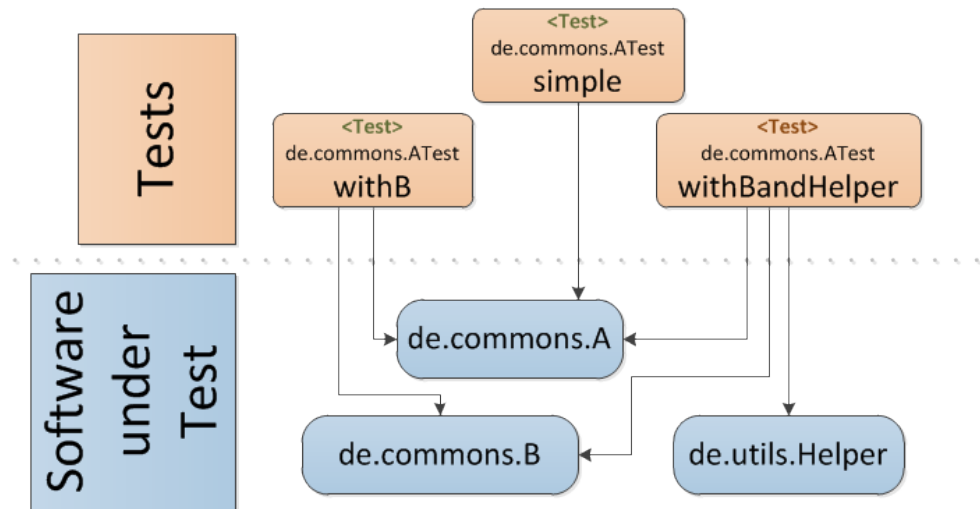 Tests
<Test>
de.commons.ATest
simple
<Test>
de.commons.ATest
withB
<Test>
de.commons.ATest
withBandHelper
Software
under
Test
de.commons.A
de.commons.B
de.utils.Helper